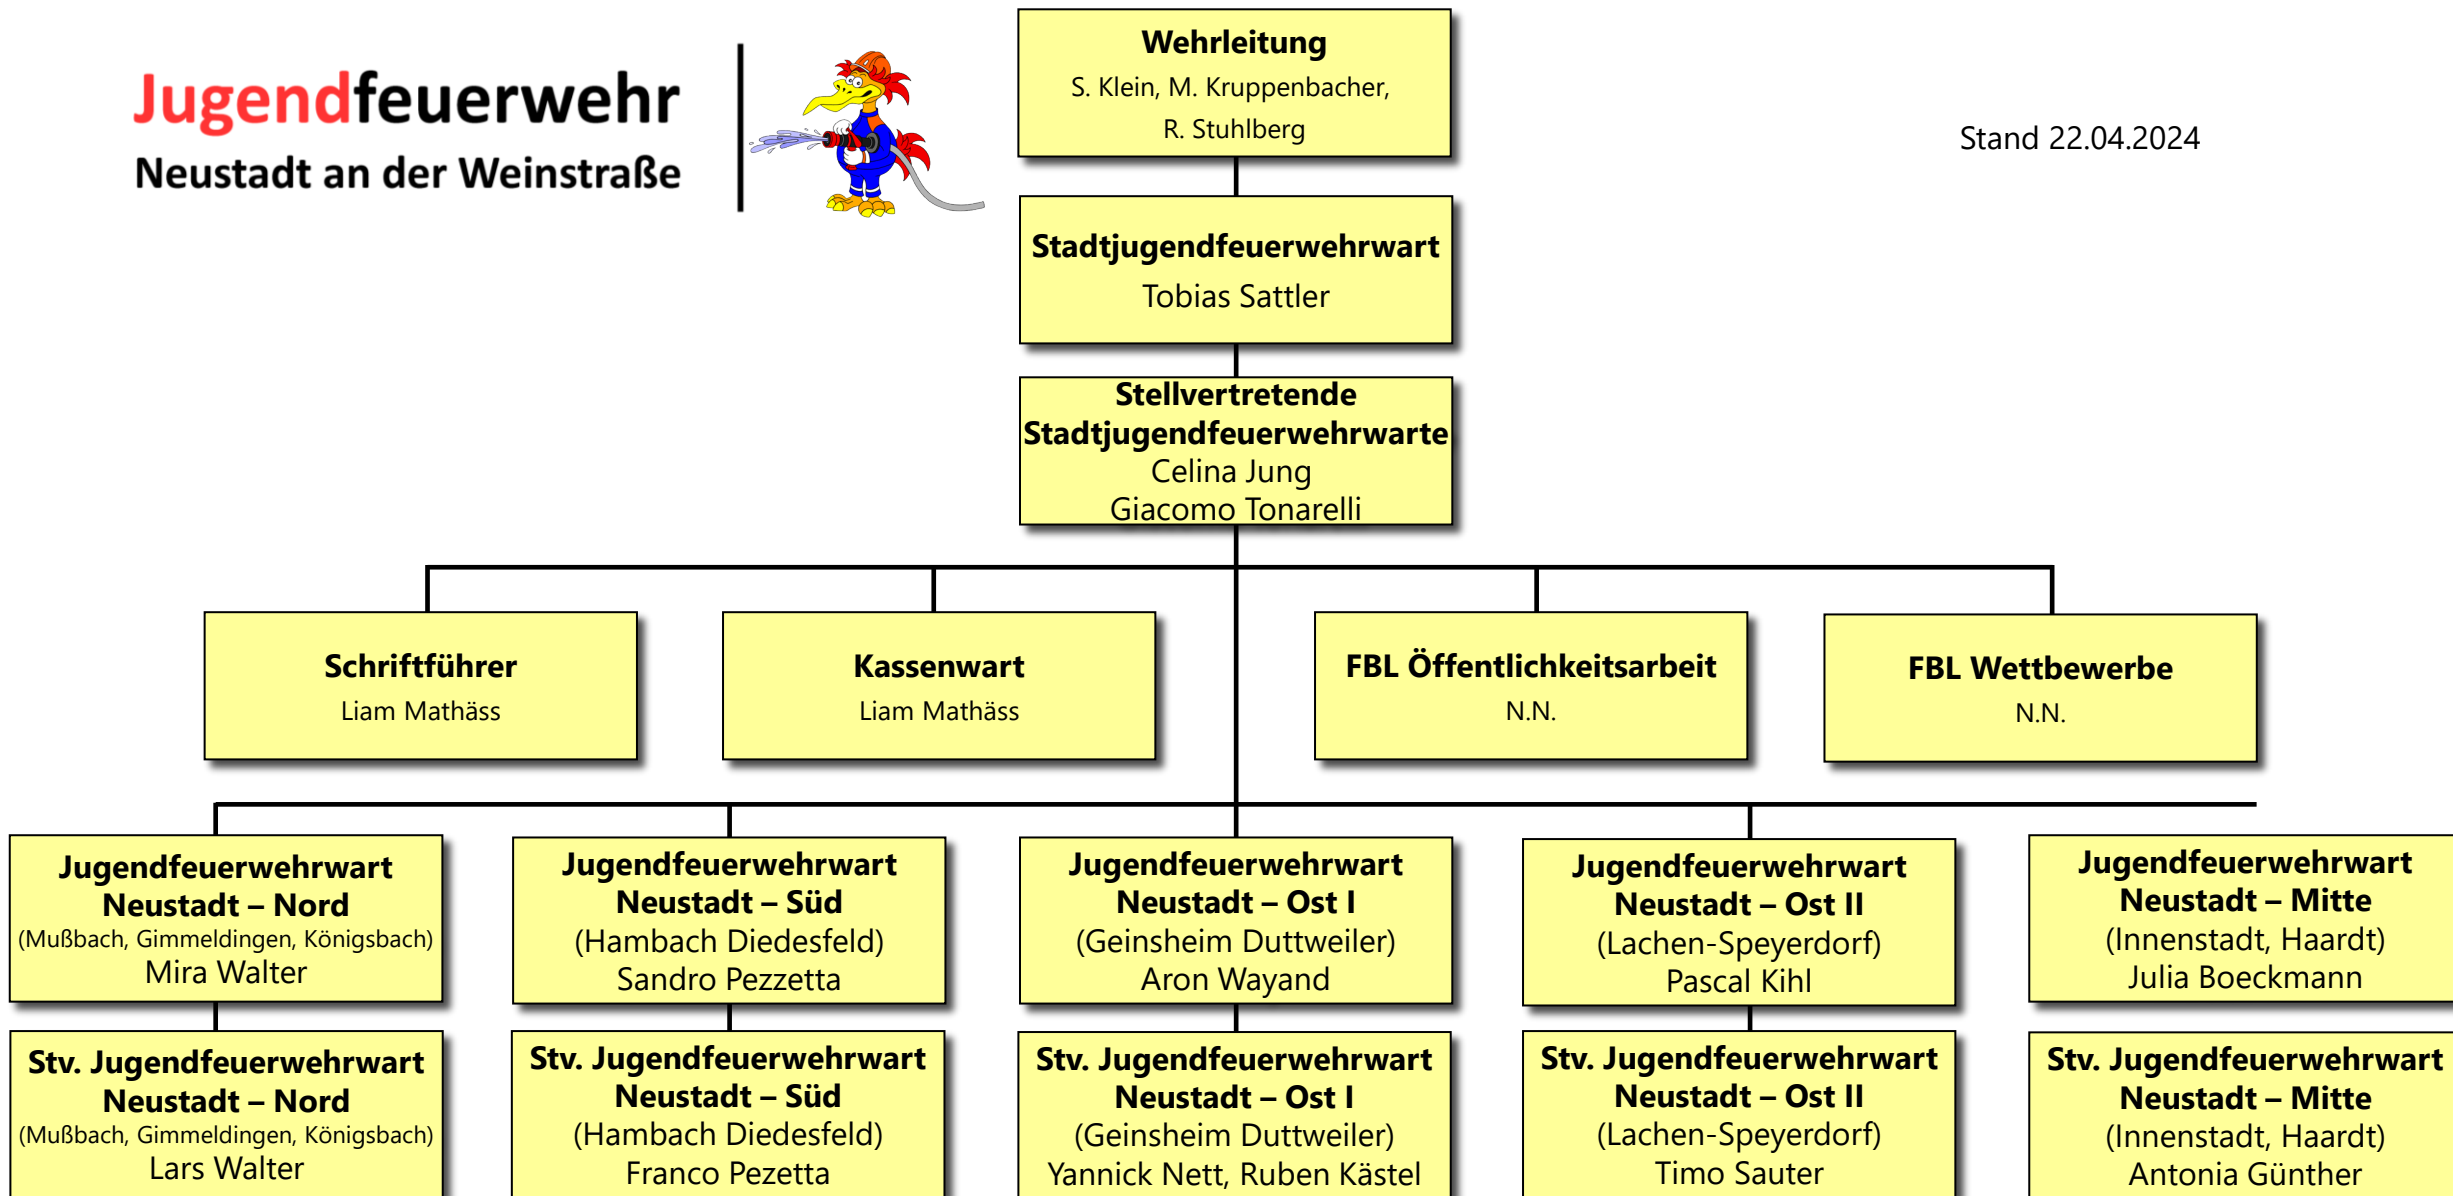 Jugendfeuerwehr
Neustadt an der Weinstraße
Wehrleitung
S. Klein, M. Kruppenbacher,
R. Stuhlberg
Stand 22.04.2024
Stadtjugendfeuerwehrwart
Tobias Sattler
Stellvertretende
Stadtjugendfeuerwehrwarte
Celina Jung
Giacomo Tonarelli
Schriftführer
Liam Mathäss
Kassenwart
Liam Mathäss
FBL Öffentlichkeitsarbeit
N.N.
FBL Wettbewerbe
N.N.
Jugendfeuerwehrwart
Neustadt – Nord
(Mußbach, Gimmeldingen, Königsbach)
Mira Walter
Jugendfeuerwehrwart
Neustadt – Süd
(Hambach Diedesfeld)
Sandro Pezzetta
Jugendfeuerwehrwart
Neustadt – Ost I
(Geinsheim Duttweiler)
Aron Wayand
Jugendfeuerwehrwart
Neustadt – Ost II
(Lachen-Speyerdorf)
Pascal Kihl
Jugendfeuerwehrwart
Neustadt – Mitte
(Innenstadt, Haardt)
Julia Boeckmann
Stv. Jugendfeuerwehrwart
Neustadt – Nord
(Mußbach, Gimmeldingen, Königsbach)
Lars Walter
Stv. Jugendfeuerwehrwart
Neustadt – Süd
(Hambach Diedesfeld)
Franco Pezetta
Stv. Jugendfeuerwehrwart
Neustadt – Ost I
(Geinsheim Duttweiler)
Yannick Nett, Ruben Kästel
Stv. Jugendfeuerwehrwart
Neustadt – Ost II
(Lachen-Speyerdorf)
Timo Sauter
Stv. Jugendfeuerwehrwart
Neustadt – Mitte
(Innenstadt, Haardt)
Antonia Günther